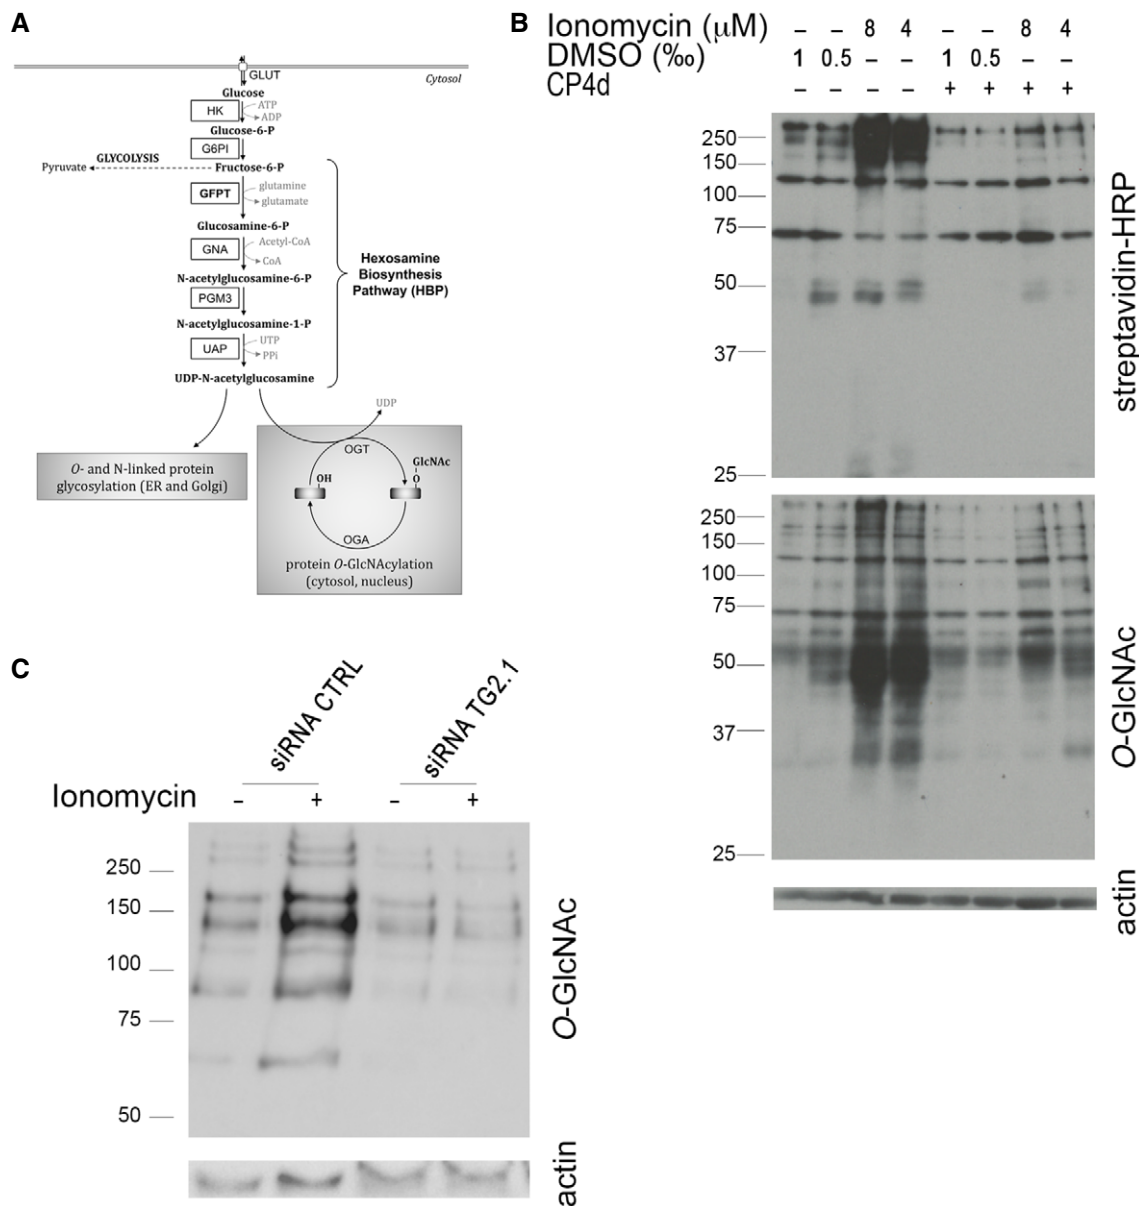 A
GLUT
Cytosol
Glucose
HK
ATP
ADP
Glucose-6-P
G6PI
Pyruvate
GLYCOLYSIS
Fructose-6-P
GFPT
glutamine
glutamate
Glucosamine-6-P
GNA
Acetyl-CoA
CoA
N-acetylglucosamine-6-P
PGM3
N-acetylglucosamine-1-P
UAP
UTP
PPi
UDP-N-acetylglucosamine
Hexosamine
Biosynthesis
Pathway (HBP)
UDP
O- and N-linked protein
glycosylation (ER and Golgi)
OGT
GlcNAc
O
OH
OGA
protein O-GlcNAcylation
(cytosol, nucleus)
B
Ionomycin (μM) – – 8 4 – – 8 4
DMSO (‰) 1 0.5 – – 1 0.5 – –
CP4d – – – – + + + +
250
150
100
75
50
37
25
streptavidin-HRP
250
150
100
75
50
37
25
O-GlcNAc
actin
C
siRNA CTRL
siRNA TG2.1
Ionomycin – + – +
250
150
100
75
50
O-GlcNAc
actin